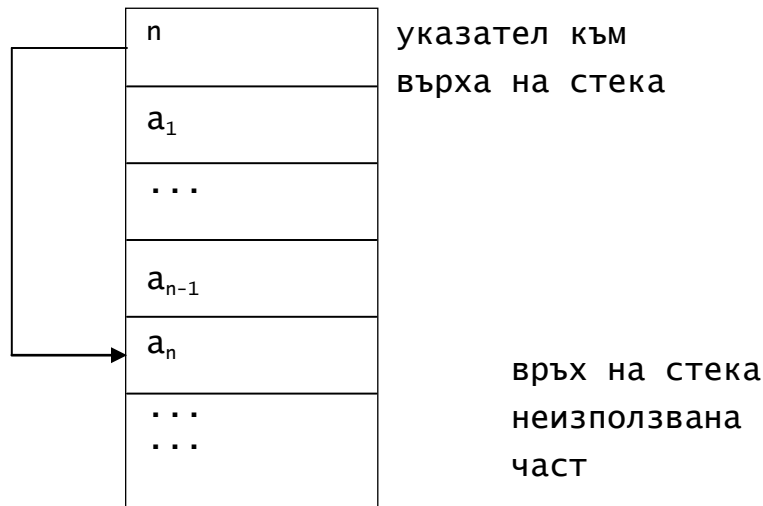 n
указател към
върха на стека
a₁
...
aₙ₋₁
aₙ
връх на стека
...
неизползвана
...
част